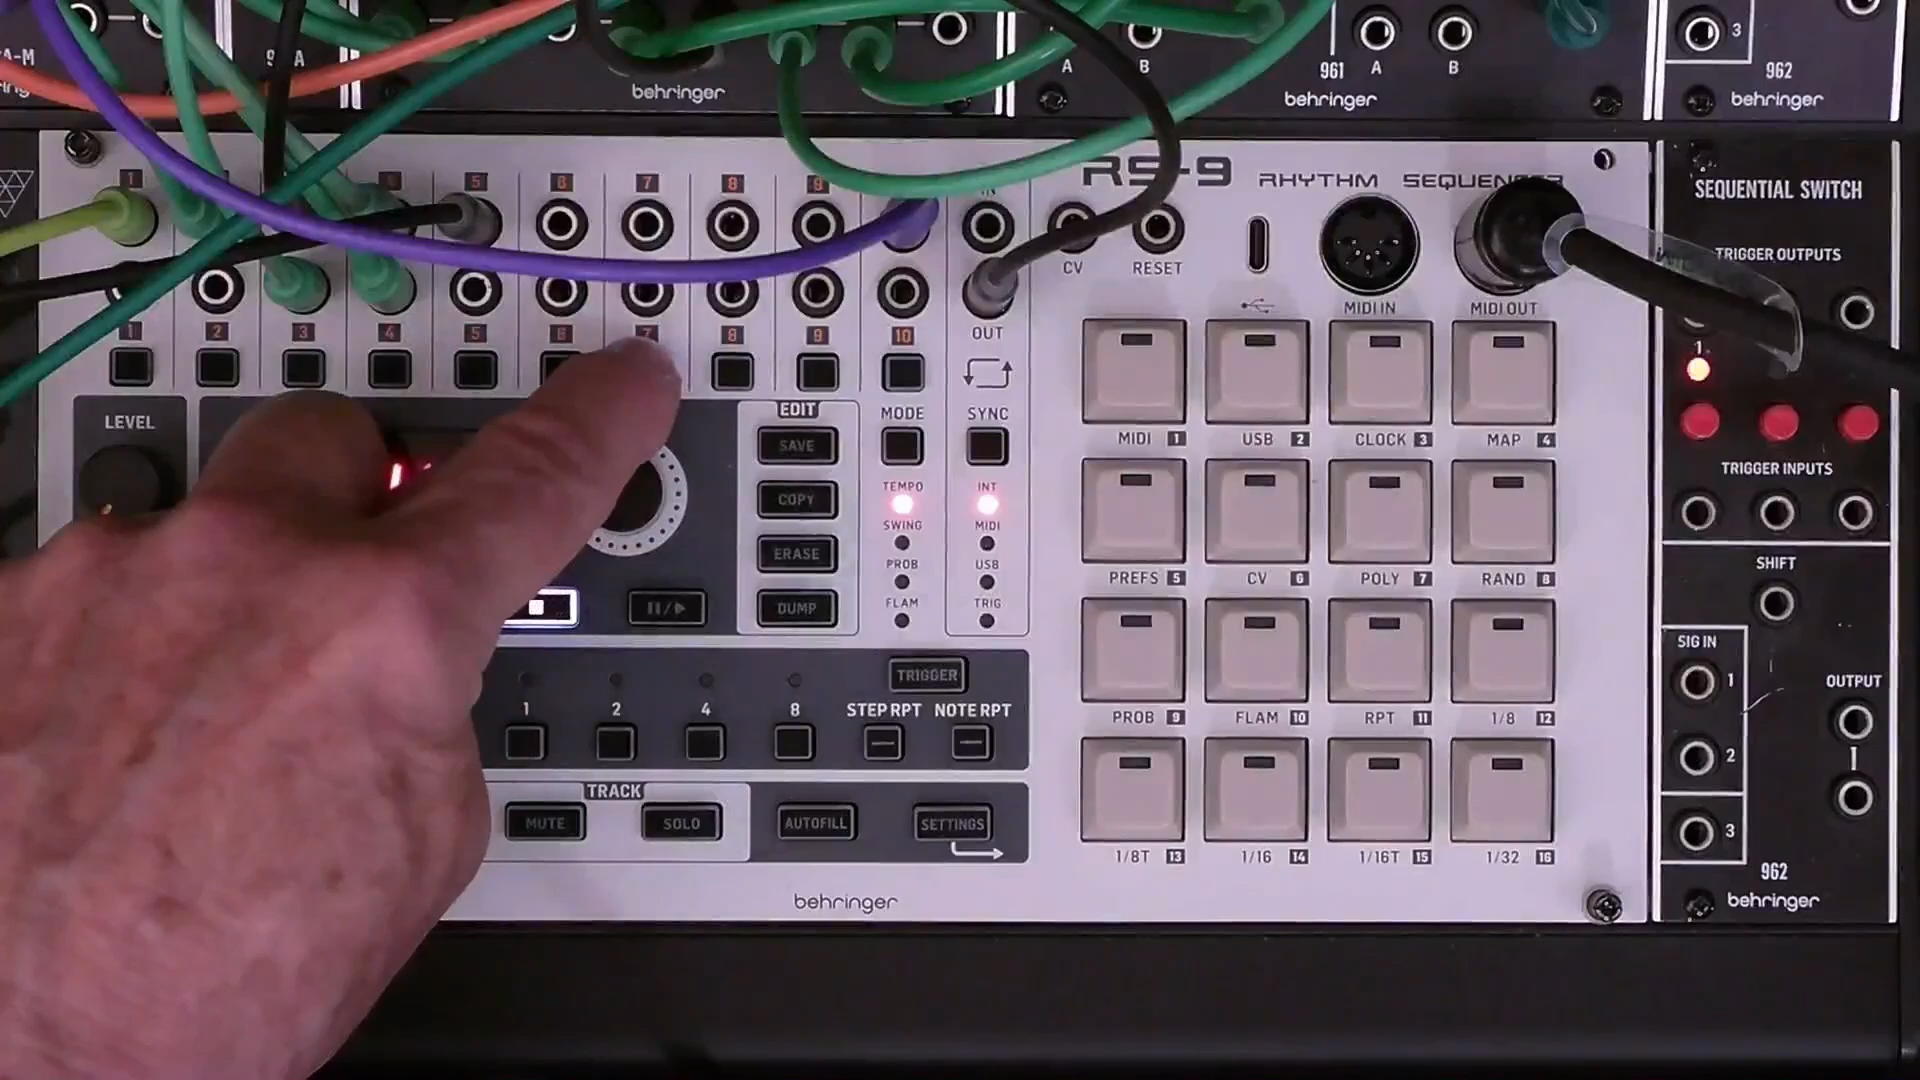 3
A-M
A
B
961
A
B
962
behringer
behringer
behringer
RS-9 RHYTHM SEQUENCER
SEQUENTIAL SWITCH
1
5
6
7
8
9
TRIGGER OUTPUTS
CV
RESET
MIDI IN
MIDI OUT
OUT
1
2
3
4
5
6
7
8
9
10
1
LEVEL
EDIT
MODE
SYNC
SAVE
MIDI 1
USB 2
CLOCK 3
MAP 4
TRIGGER INPUTS
COPY
TEMPO
INT
SWING
MIDI
ERASE
PROB
USB
PREFS 5
CV 6
POLY 7
RAND 8
SHIFT
DUMP
FLAM
TRIG
SIG IN
1
OUTPUT
TRIGGER
1
2
4
8
STEP RPT
NOTE RPT
PROB 9
FLAM 10
RPT 11
1/8 12
2
TRACK
MUTE
SOLO
AUTOFILL
SETTINGS
3
1/8T 13
1/16 14
1/16T 15
1/32 16
962
behringer
behringer